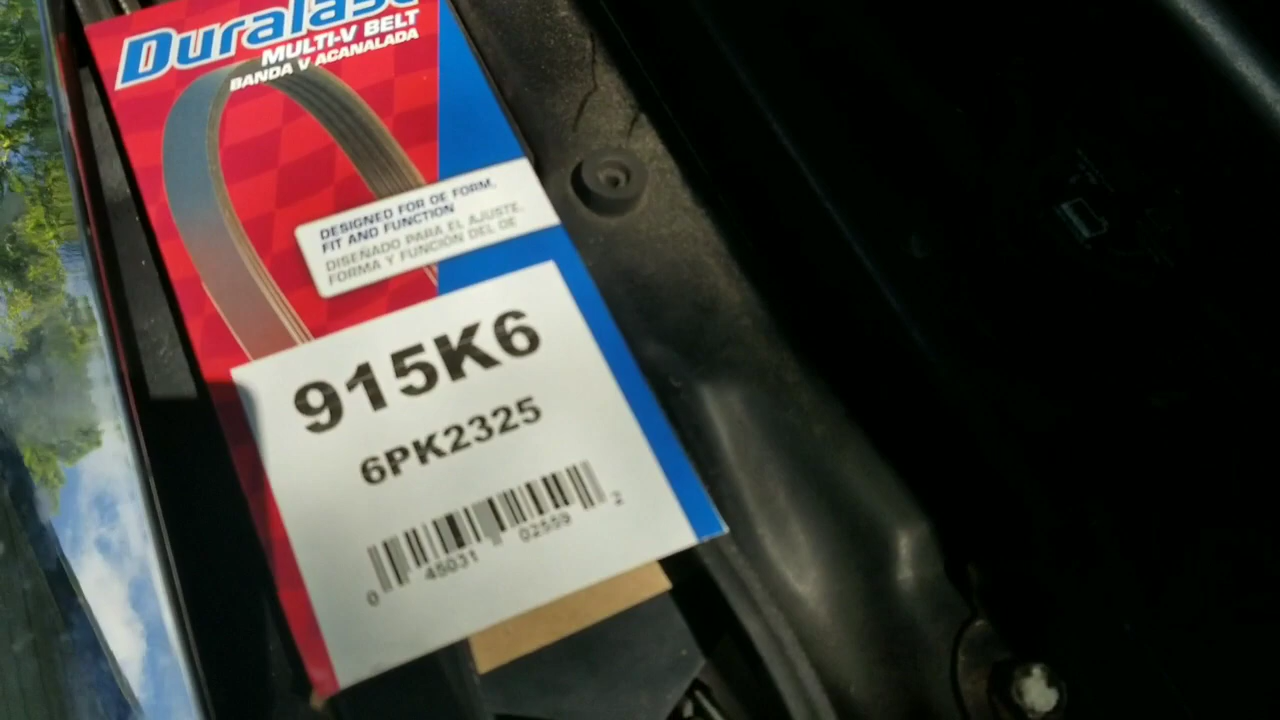 Duralast
MULTI-V BELT
BANDA V ACANALADA
DESIGNED FOR OE FORM,
FIT AND FUNCTION
DISEÑADO PARA EL AJUSTE,
FORMA Y FUNCIÓN DEL DE
915K6
6PK2325
0 45031 02559 2